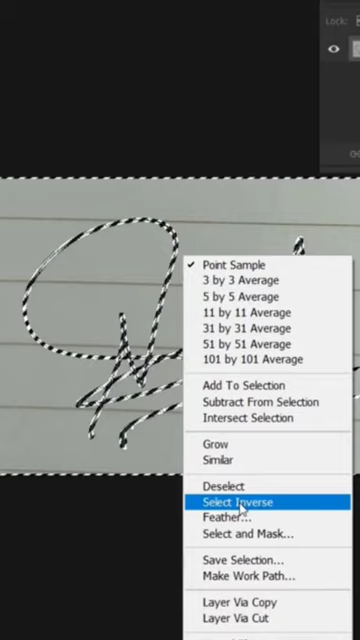 Lock:
Point Sample
3 by 3 Average
5 by 5 Average
11 by 11 Average
31 by 31 Average
51 by 51 Average
101 by 101 Average
Add To Selection
Subtract From Selection
Intersect Selection
Grow
Similar
Deselect
Select Inverse
Feather...
Select and Mask...
Save Selection...
Make Work Path...
Layer Via Copy
Layer Via Cut